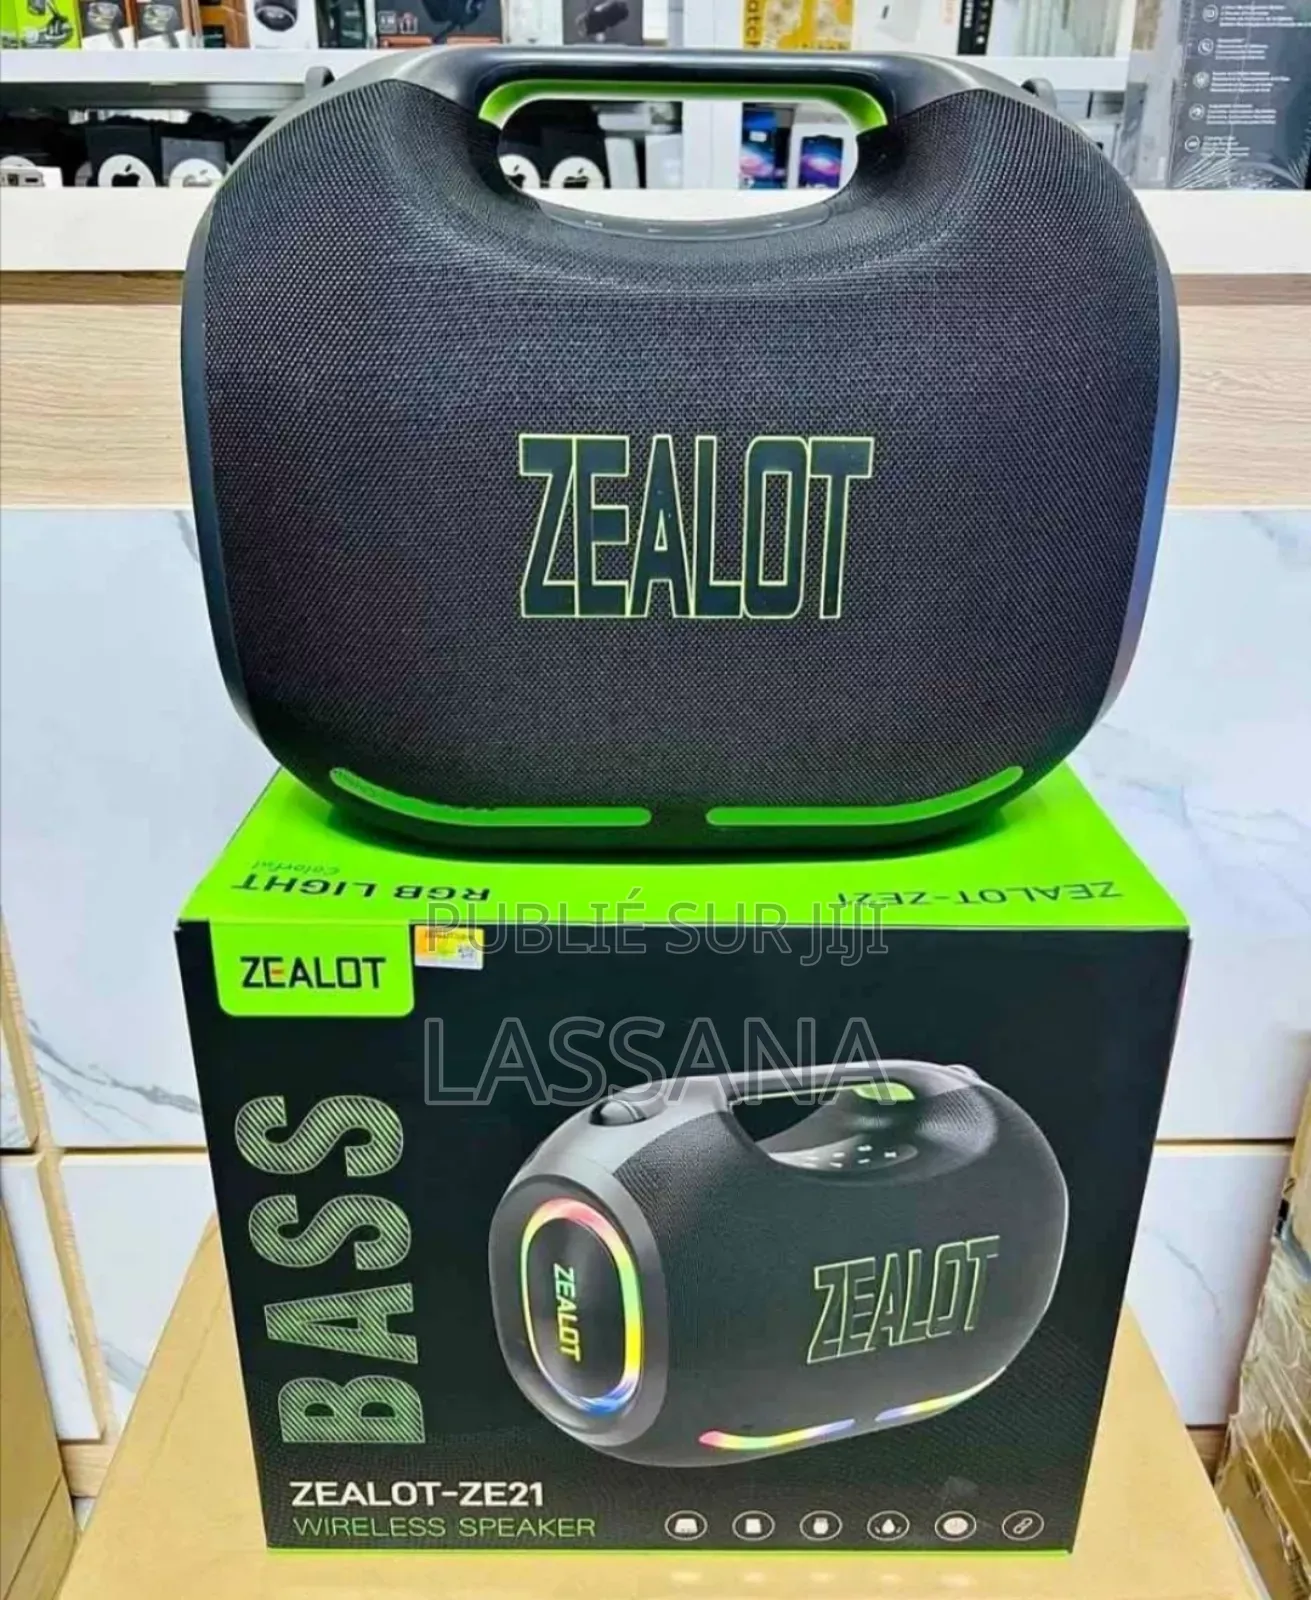 ZEALOT
Colorful
RGB LIGHT
ZEALOT-ZE21
PUBLIÉ SUR JIJI
ZEALOT
LASSANA
BASS
ZEALOT
ZEALOT
ZEALOT-ZE21
WIRELESS SPEAKER